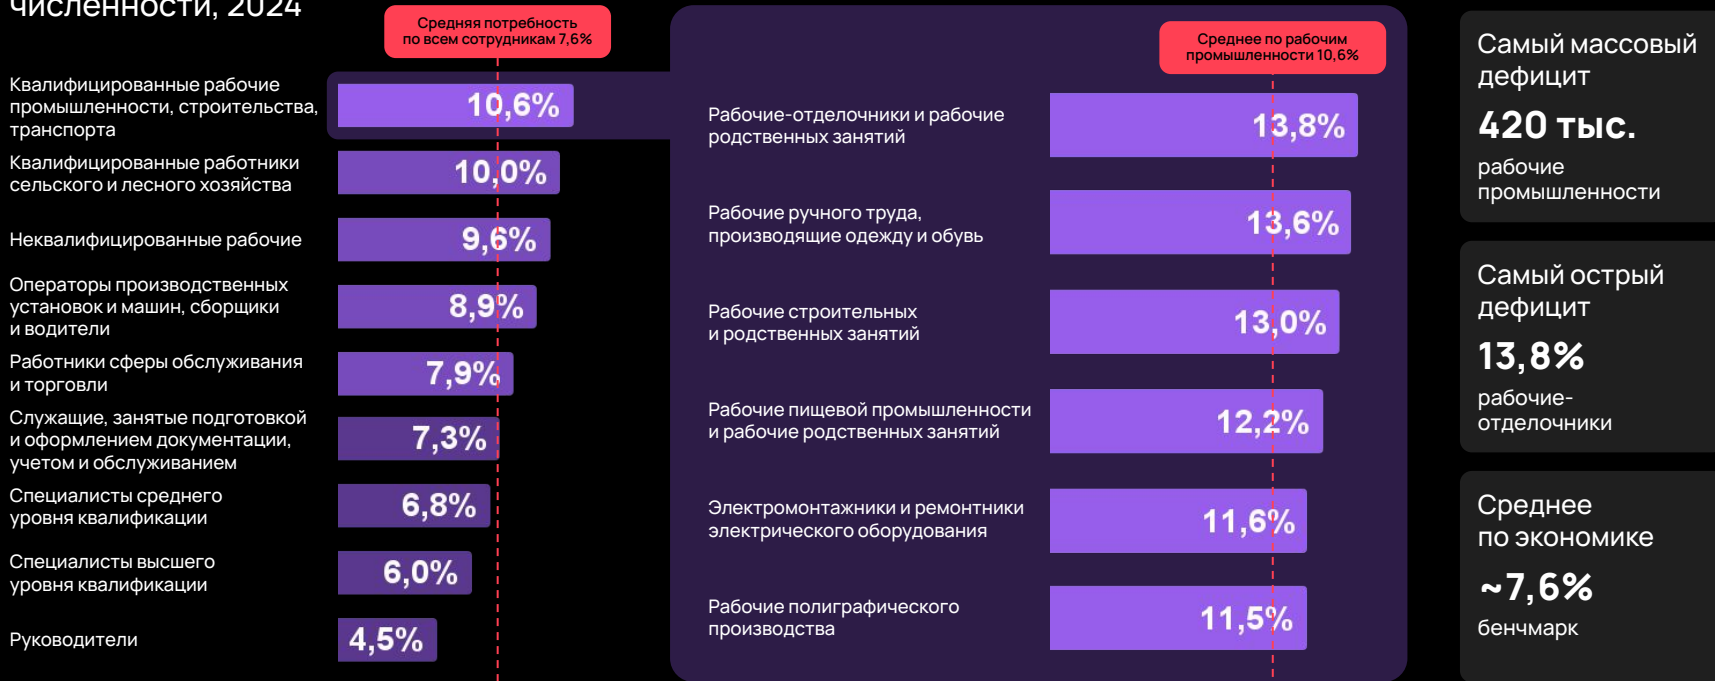 численности, 2024
Средняя потребность
по всем сотрудникам 7,6%
Квалифицированные рабочие
промышленности, строительства,
транспорта
10,6%
Квалифицированные работники
сельского и лесного хозяйства
10,0%
Неквалифицированные рабочие
9,6%
Операторы производственных
установок и машин, сборщики
и водители
8,9%
Работники сферы обслуживания
и торговли
7,9%
Служащие, занятые подготовкой
и оформлением документации,
учетом и обслуживанием
7,3%
Специалисты среднего
уровня квалификации
6,8%
Специалисты высшего
уровня квалификации
6,0%
Руководители
4,5%
Среднее по рабочим
промышленности 10,6%
Рабочие-отделочники и рабочие
родственных занятий
13,8%
Рабочие ручного труда,
производящие одежду и обувь
13,6%
Рабочие строительных
и родственных занятий
13,0%
Рабочие пищевой промышленности
и рабочие родственных занятий
12,2%
Электромонтажники и ремонтники
электрического оборудования
11,6%
Рабочие полиграфического
производства
11,5%
Самый массовый
дефицит
420 тыс.
рабочие
промышленности
Самый острый
дефицит
13,8%
рабочие-
отделочники
Среднее
по экономике
~7,6%
бенчмарк